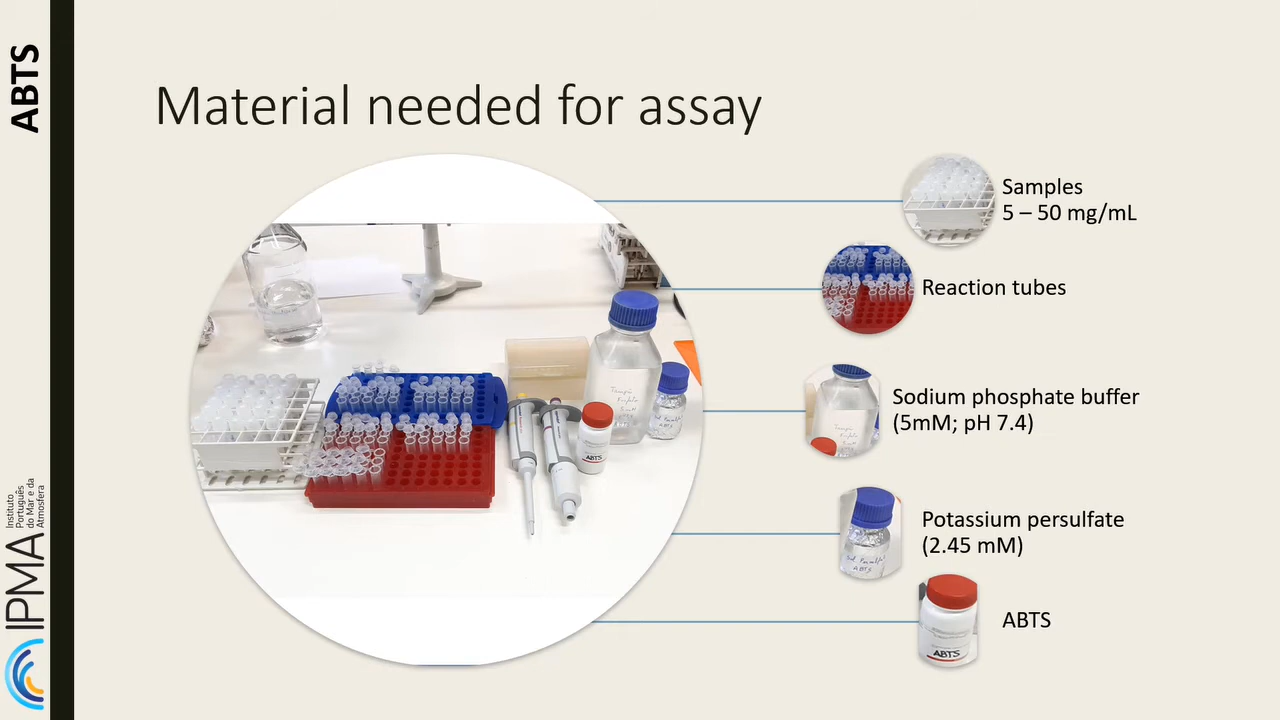 ABTS
Material needed for assay
Samples
5 – 50 mg/mL
Reaction tubes
Sodium phosphate buffer
(5mM; pH 7.4)
Potassium persulfate
(2.45 mM)
ABTS
ABTS
ABTS
ABTS
IPMA
Instituto
Português
do Mar e da
Atmosfera